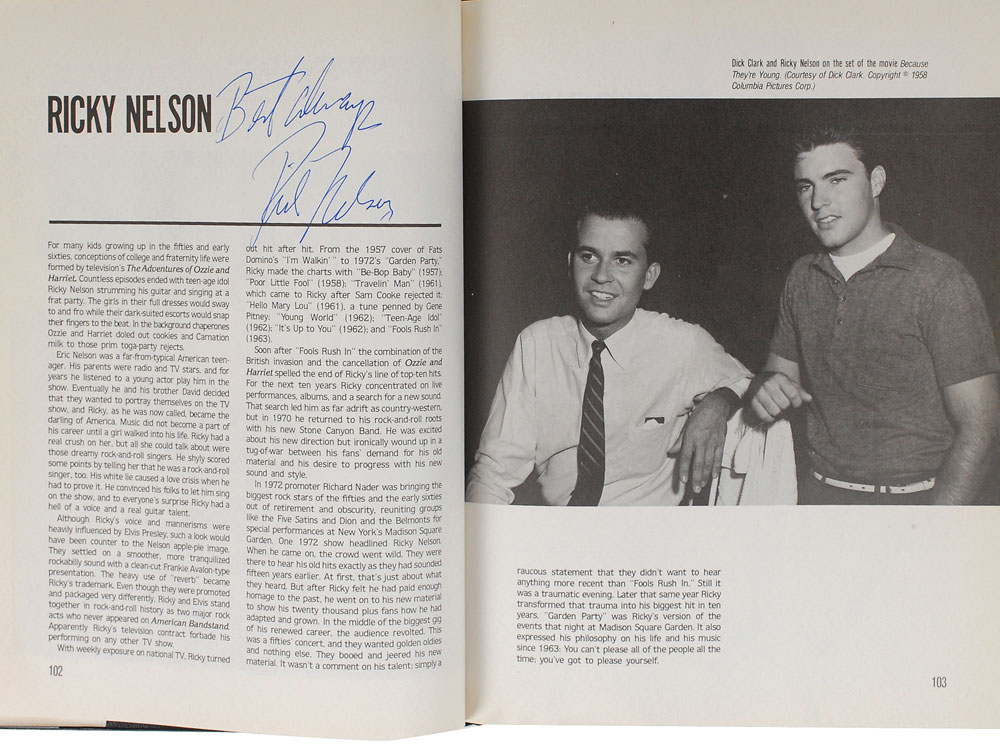 RICKY NELSON
Best always
Rick Nelson
For many kids growing up in the fifties and early
sixties, conceptions of college and fraternity life were
formed by television's The Adventures of Ozzie and
Harriet. Countless episodes ended with teen-age idol
Ricky Nelson strumming his guitar and singing at a
frat party. The girls in their full dresses would sway
to and fro while their dark-suited escorts would snap
their fingers to the beat. In the background chaperones
Ozzie and Harriet doled out cookies and Carnation
milk to those prim toga-party rejects.
Eric Nelson was a far-from-typical American teen-
ager. His parents were radio and TV stars, and for
years he listened to a young actor play him in the
show. Eventually he and his brother David decided
that they wanted to portray themselves on the TV
show, and Ricky, as he was now called, became the
darling of America. Music did not become a part of
his career until a girl walked into his life. Ricky had a
real crush on her, but all she could talk about were
those dreamy rock-and-roll singers. He shyly scored
some points by telling her that he was a rock-and-roll
singer, too. His white lie caused a love crisis when he
had to prove it. He convinced his folks to let him sing
on the show, and to everyone's surprise Ricky had a
hell of a voice and a real guitar talent.
Although Ricky's voice and mannerisms were
heavily influenced by Elvis Presley, such a look would
have been counter to the Nelson apple-pie image.
They settled on a smoother, more tranquilized
rockabilly sound with a clean-cut Frankie Avalon-type
presentation. The heavy use of "reverb" became
Ricky's trademark. Even though they were promoted
and packaged very differently, Ricky and Elvis stand
together in rock-and-roll history as two major rock
acts who never appeared on American Bandstand.
Apparently Ricky's television contract forbade his
performing on any other TV show.
With weekly exposure on national TV, Ricky turned
102
out hit after hit. From the 1957 cover of Fats
Domino's "I'm Walkin'" to 1972's "Garden Party,"
Ricky made the charts with "Be-Bop Baby" (1957);
"Poor Little Fool" (1958); "Travelin' Man" (1961),
which came to Ricky after Sam Cooke rejected it;
"Hello Mary Lou" (1961), a tune penned by Gene
Pitney; "Young World" (1962); "Teen-Age Idol"
(1962); "It's Up to You" (1962); and "Fools Rush In"
(1963).
Soon after "Fools Rush In" the combination of the
British invasion and the cancellation of Ozzie and
Harriet spelled the end of Ricky's line of top-ten hits.
For the next ten years Ricky concentrated on live
performances, albums, and a search for a new sound.
That search led him as far adrift as country-western,
but in 1970 he returned to his rock-and-roll roots
with his new Stone Canyon Band. He was excited
about his new direction but ironically wound up in a
tug-of-war between his fans' demand for his old
material and his desire to progress with his new
sound and style.
In 1972 promoter Richard Nader was bringing the
biggest rock stars of the fifties and the early sixties
out of retirement and obscurity, reuniting groups
like the Five Satins and Dion and the Belmonts for
special performances at New York's Madison Square
Garden. One 1972 show headlined Ricky Nelson.
When he came on, the crowd went wild. They were
there to hear his old hits exactly as they had sounded
fifteen years earlier. At first, that's just about what
they heard. But after Ricky felt he had paid enough
homage to the past, he went on to his new material
to show his twenty thousand plus fans how he had
adapted and grown. In the middle of the biggest gig
of his renewed career, the audience revolted. This
was a fifties' concert, and they wanted golden oldies
and nothing else. They booed and jeered his new
material. It wasn't a comment on his talent; simply a
Dick Clark and Ricky Nelson on the set of the movie Because
They're Young. (Courtesy of Dick Clark. Copyright © 1958
Columbia Pictures Corp.)
raucous statement that they didn't want to hear
anything more recent than "Fools Rush In." Still it
was a traumatic evening. Later that same year Ricky
transformed that trauma into his biggest hit in ten
years. "Garden Party" was Ricky's version of the
events that night at Madison Square Garden. It also
expressed his philosophy on his life and his music
since 1963: You can't please all of the people all the
time; you've got to please yourself.
103